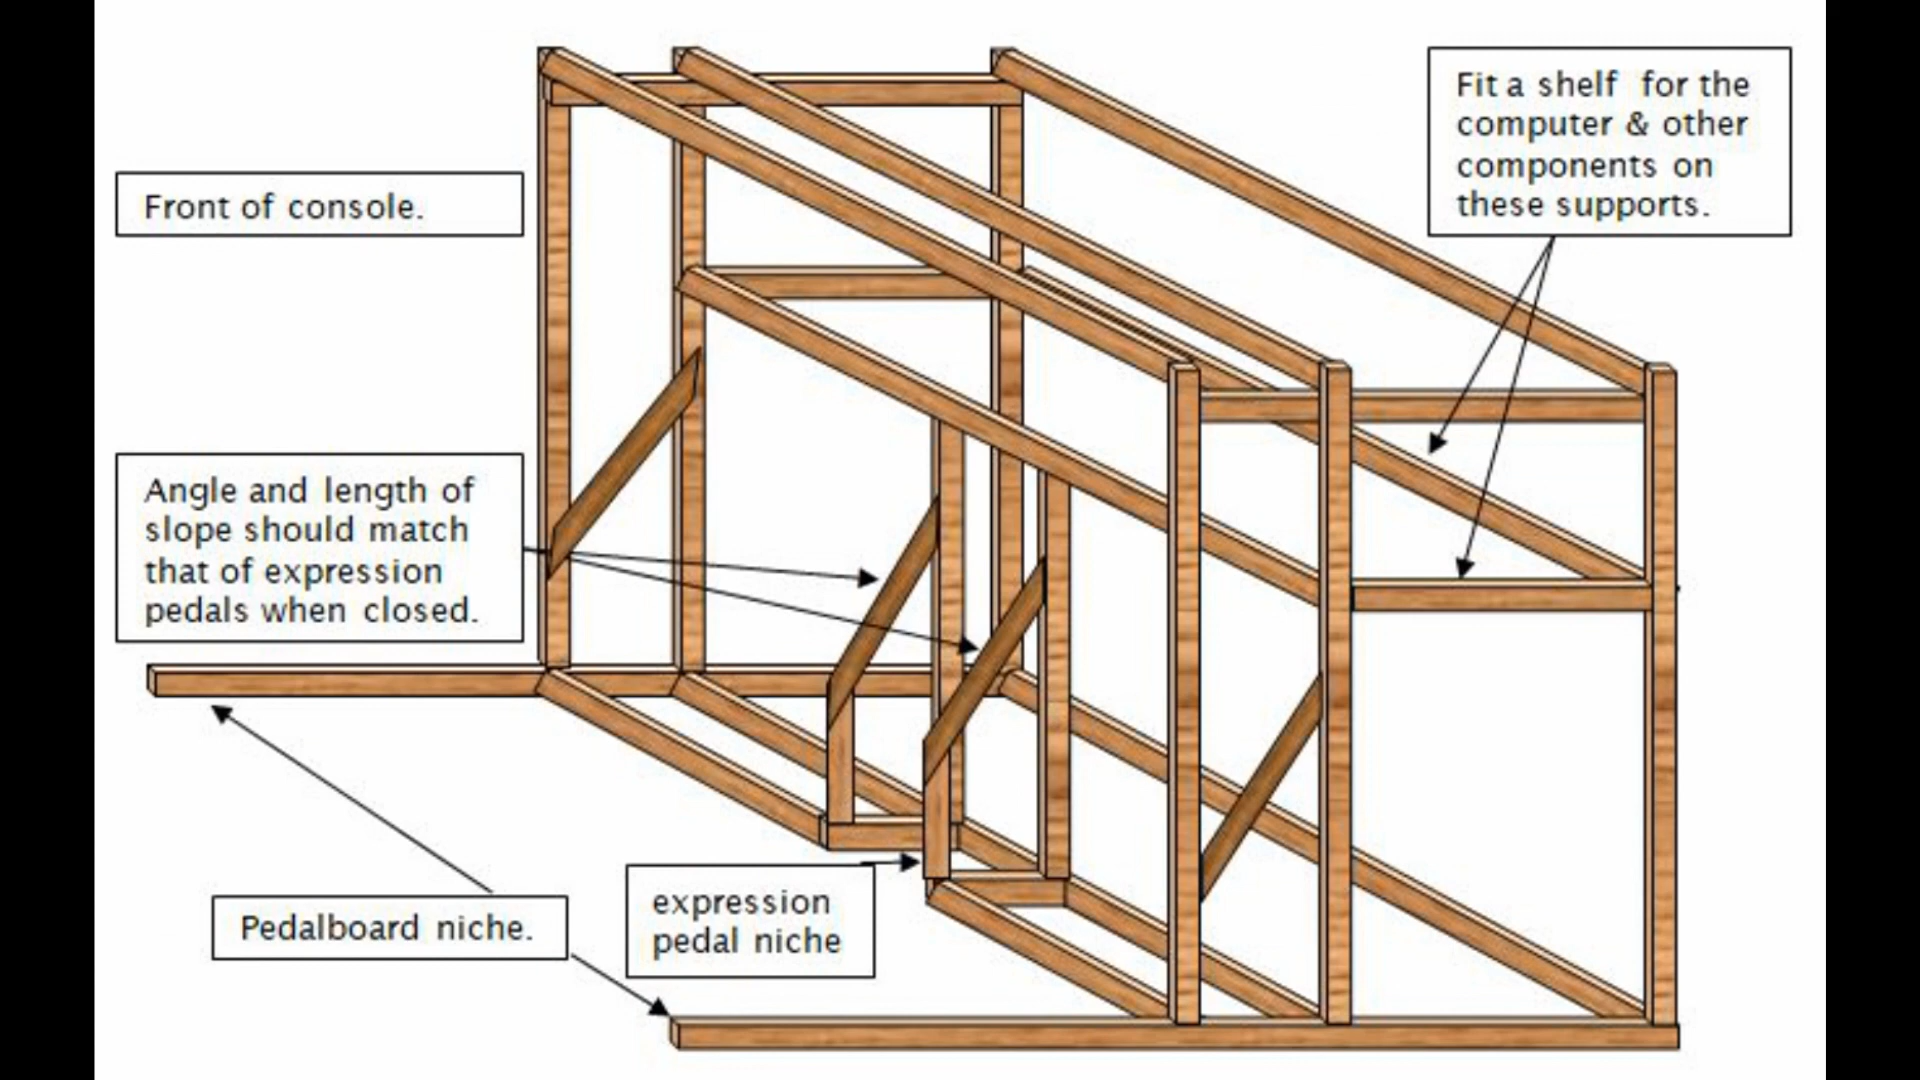 Fit a shelf for the
computer & other
components on
these supports.
Front of console.
Angle and length of
slope should match
that of expression
pedals when closed.
expression
pedal niche
Pedalboard niche.